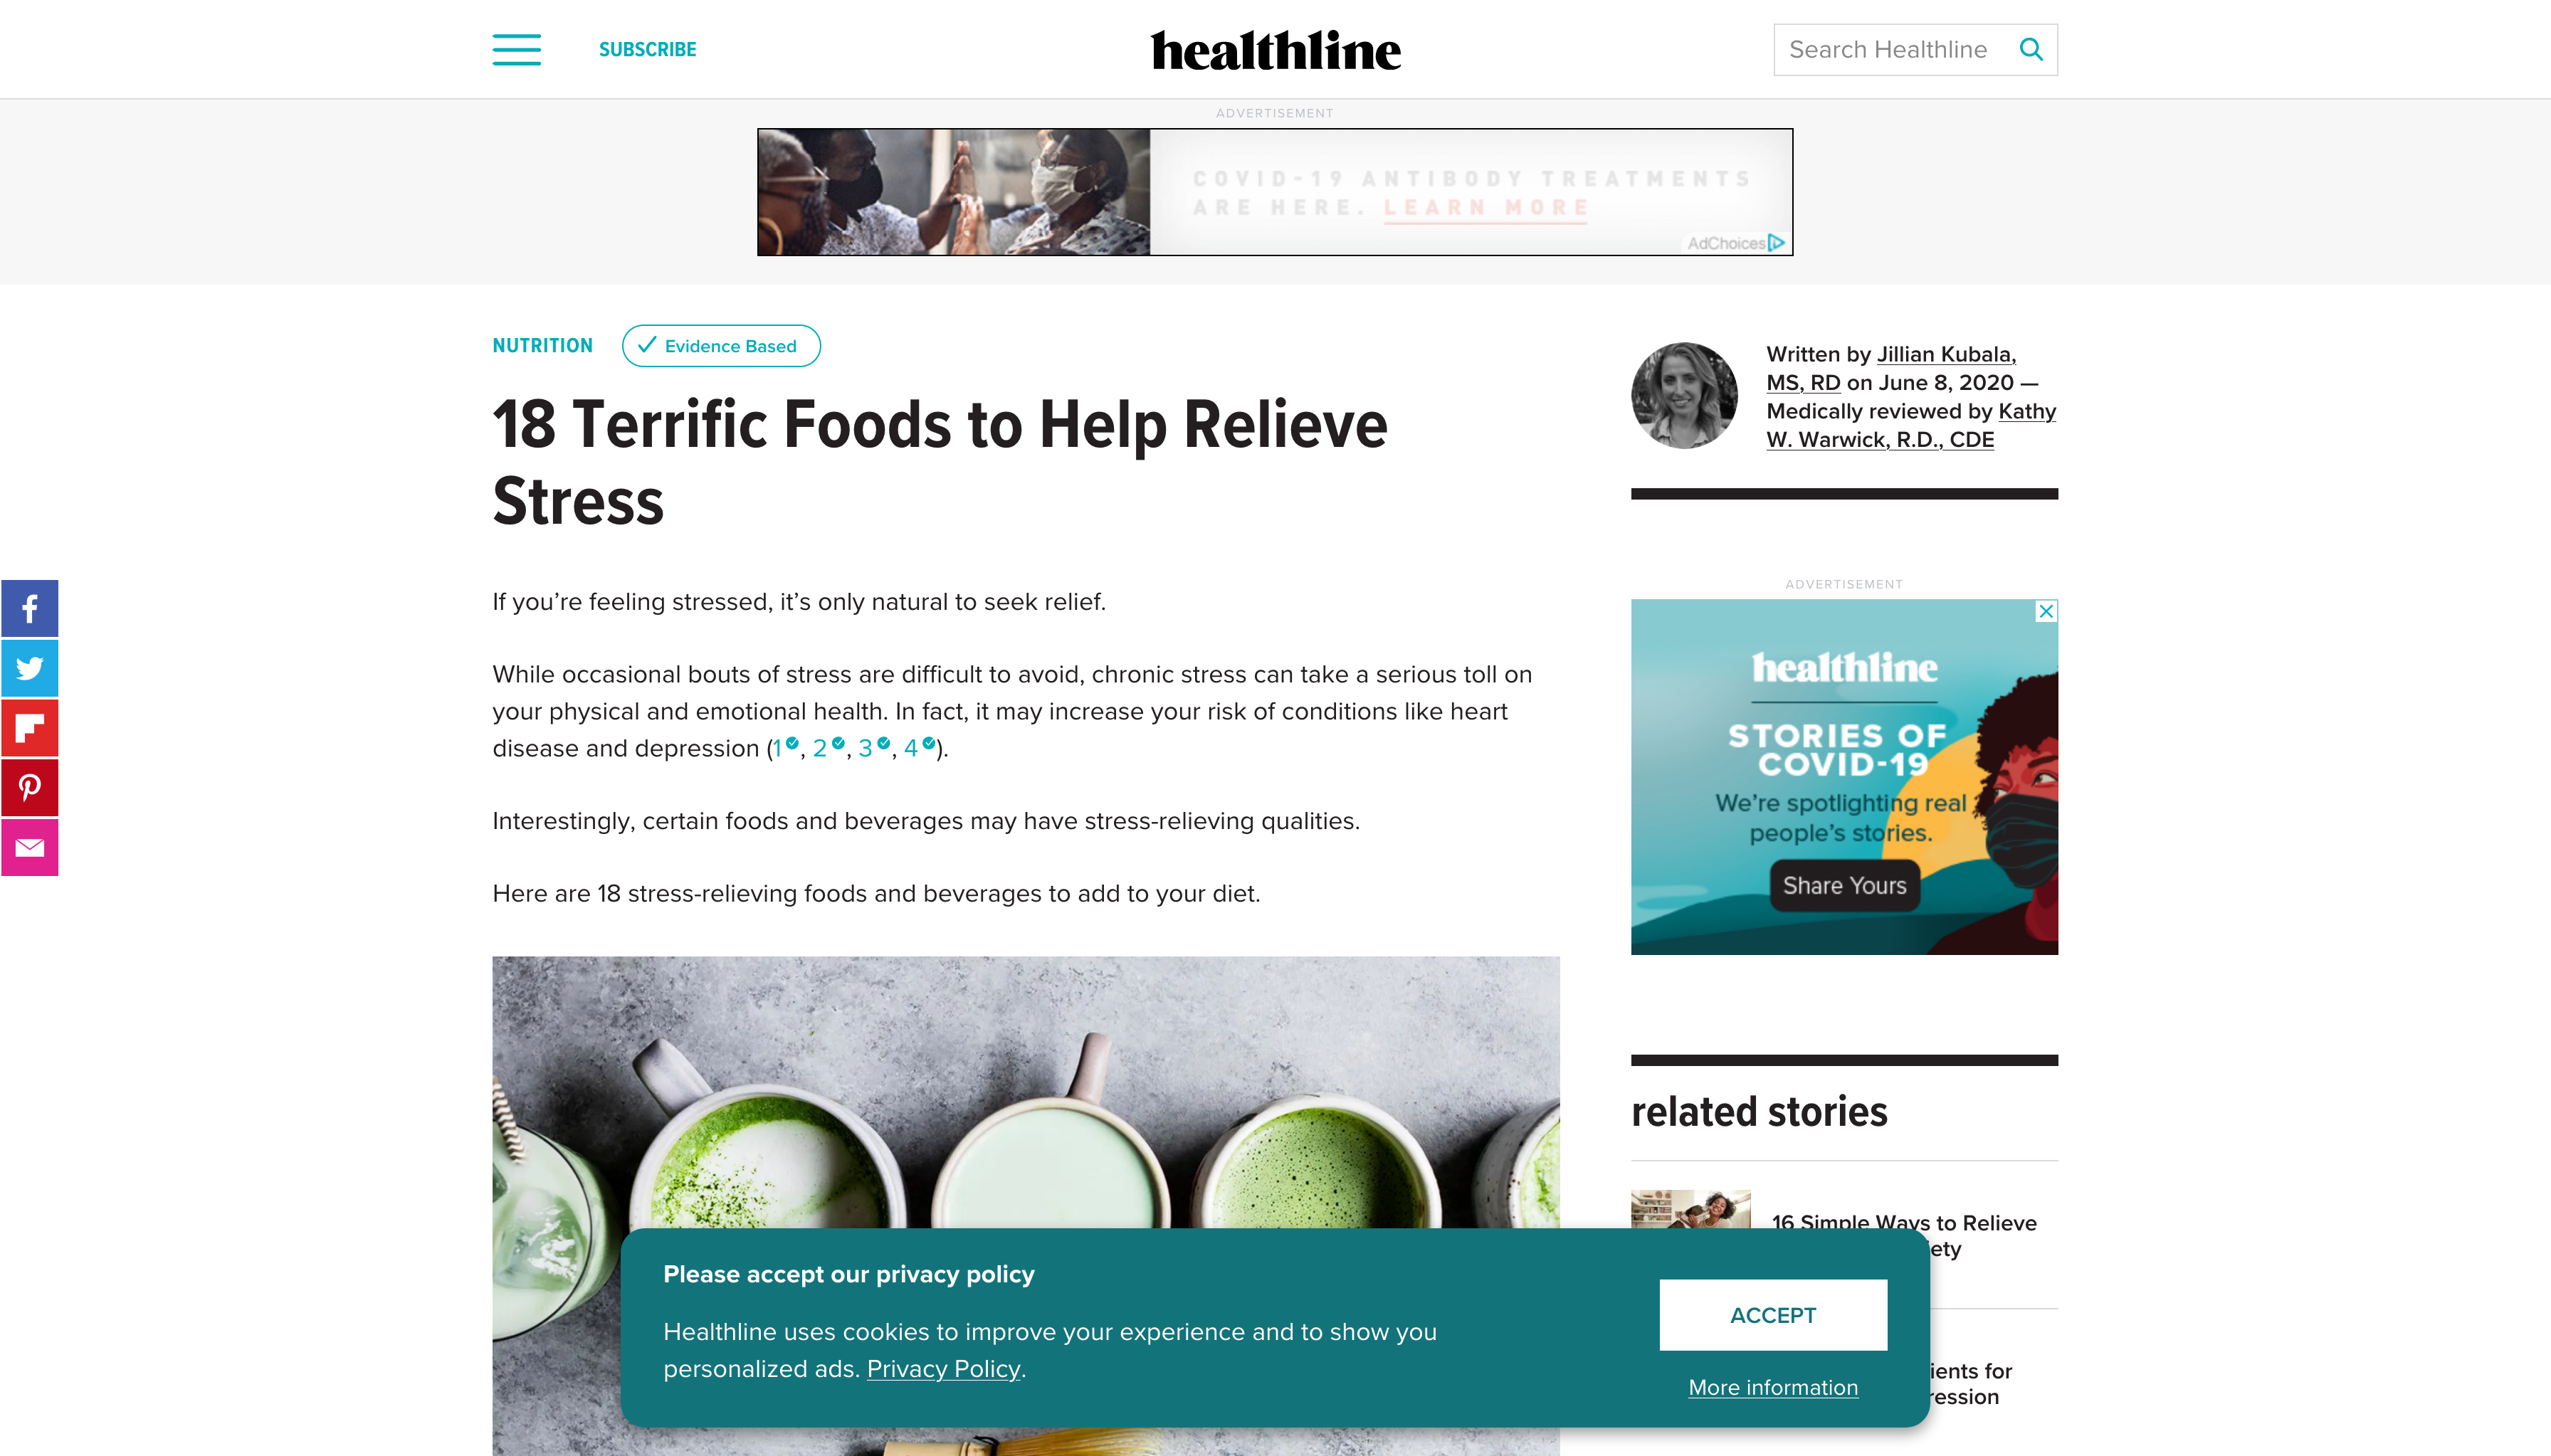 SUBSCRIBE
healthline
Search Healthline
ADVERTISEMENT
COVID-19 ANTIBODY TREATMENTS
ARE HERE. LEARN MORE
AdChoices
NUTRITION
Evidence Based
18 Terrific Foods to Help Relieve
Stress
If you’re feeling stressed, it’s only natural to seek relief.
While occasional bouts of stress are difficult to avoid, chronic stress can take a serious toll on
your physical and emotional health. In fact, it may increase your risk of conditions like heart
disease and depression (1, 2, 3, 4).
Interestingly, certain foods and beverages may have stress-relieving qualities.
Here are 18 stress-relieving foods and beverages to add to your diet.
Written by Jillian Kubala,
MS, RD on June 8, 2020 —
Medically reviewed by Kathy
W. Warwick, R.D., CDE
ADVERTISEMENT
healthline
STORIES OF
COVID-19
We’re spotlighting real
people’s stories.
Share Yours
related stories
16 Simple Ways to Relieve
Please accept our privacy policy
Healthline uses cookies to improve your experience and to show you
personalized ads. Privacy Policy.
ACCEPT
More information